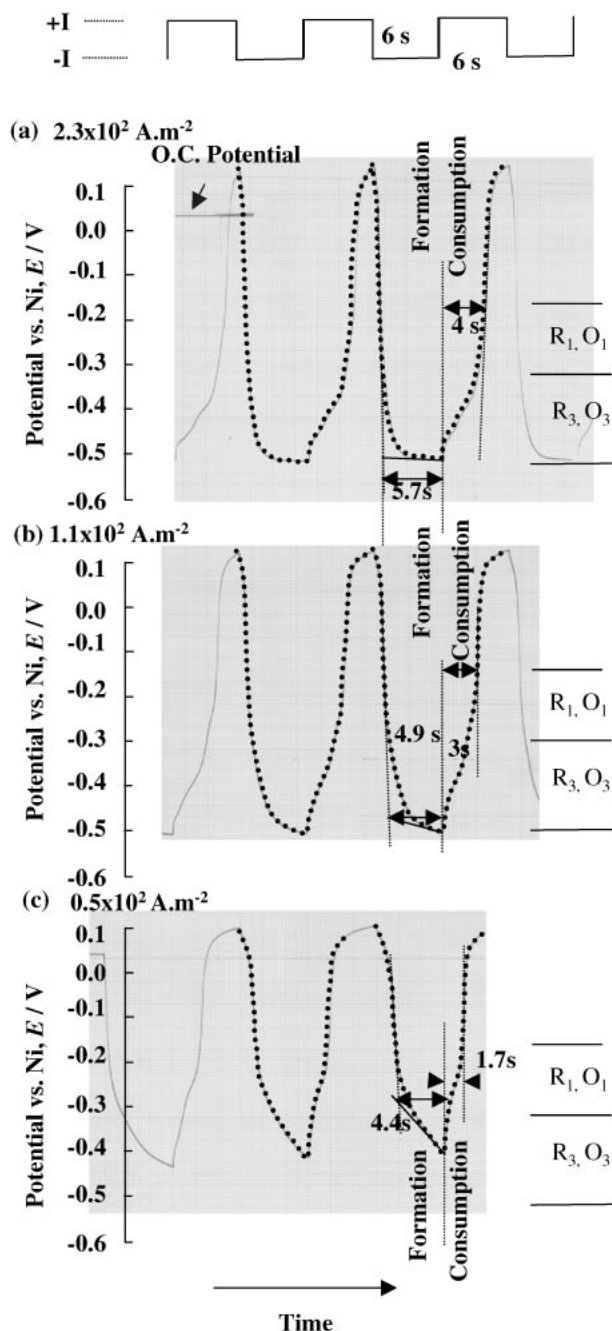 +I
-I
6 s
6 s
(a) 2.3x10² A.m⁻²
O.C. Potential
Formation
Consumption
Potential vs. Ni, E / V
0.1
0.0
-0.1
-0.2
-0.3
-0.4
-0.5
-0.6
4 s
5.7s
R₁, O₁
R₃, O₃
(b) 1.1x10² A.m⁻²
Formation
Consumption
Potential vs. Ni, E / V
0.1
0.0
-0.1
-0.2
-0.3
-0.4
-0.5
-0.6
4.9 s
3s
R₁, O₁
R₃, O₃
(c) 0.5x10² A.m⁻²
Potential vs. Ni, E / V
0.1
0.0
-0.1
-0.2
-0.3
-0.4
-0.5
-0.6
1.7s
4.4s
Formation
Consumption
R₁, O₁
R₃, O₃
Time